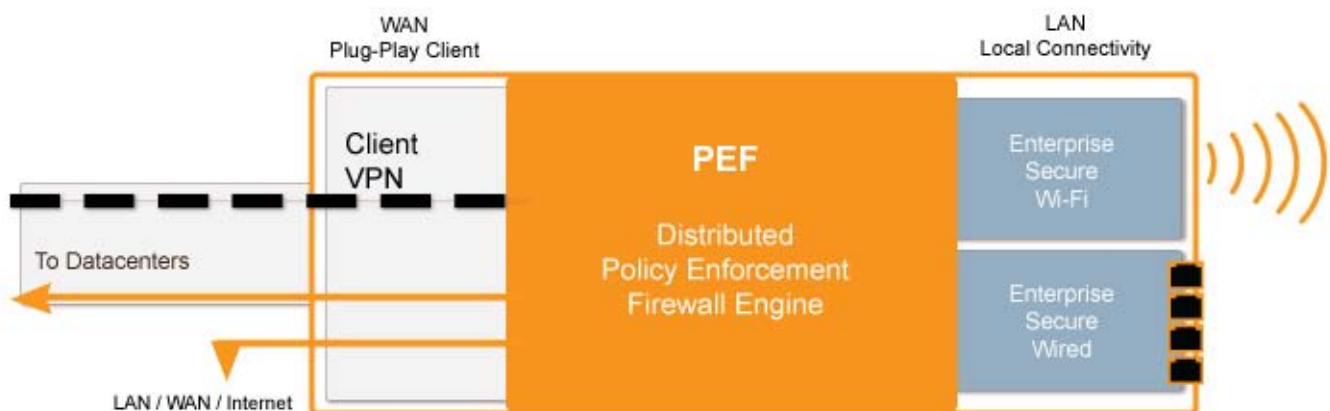 WAN
Plug-Play Client
LAN
Local Connectivity
Client
VPN
To Datacenters
LAN / WAN / Internet
PEF
Distributed
Policy Enforcement
Firewall Engine
Enterprise
Secure
Wi-Fi
Enterprise
Secure
Wired